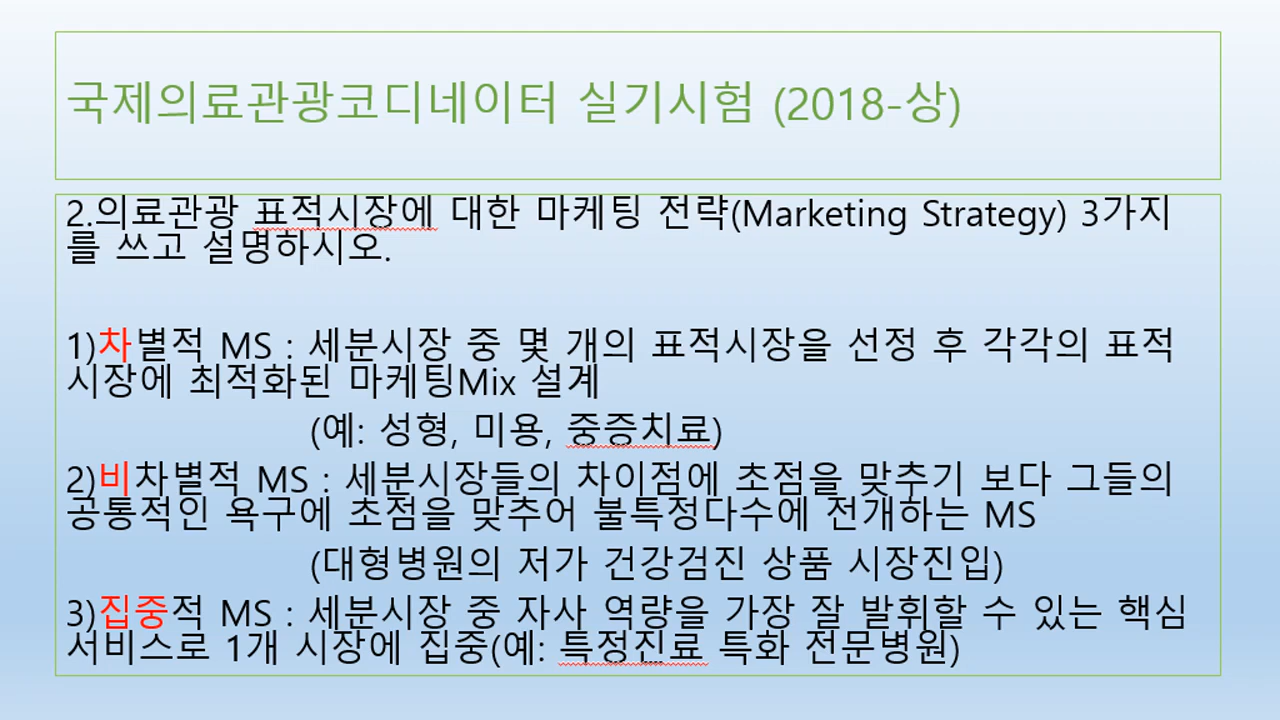 국제의료관광코디네이터 실기시험 (2018-상)
2.의료관광 표적시장에 대한 마케팅 전략(Marketing Strategy) 3가지
를 쓰고 설명하시오.
1)차별적 MS : 세분시장 중 몇 개의 표적시장을 선정 후 각각의 표적
시장에 최적화된 마케팅Mix 설계
(예: 성형, 미용, 중증치료)
2)비차별적 MS : 세분시장들의 차이점에 초점을 맞추기 보다 그들의
공통적인 욕구에 초점을 맞추어 불특정다수에 전개하는 MS
(대형병원의 저가 건강검진 상품 시장진입)
3)집중적 MS : 세분시장 중 자사 역량을 가장 잘 발휘할 수 있는 핵심
서비스로 1개 시장에 집중(예: 특정진료 특화 전문병원)